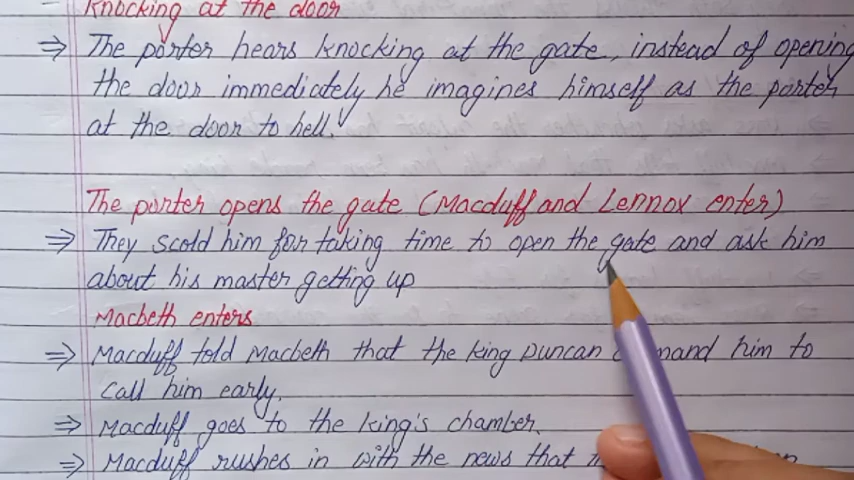 Knocking at the door
⇒ The porter hears knocking at the gate, instead of opening
the door immediately he imagines himself as the porter
at the door to hell.
The porter opens the gate (Macduff and Lennox enter)
⇒ They scold him for taking time to open the gate and ask him
about his master getting up
Macbeth enters
⇒ Macduff told Macbeth that the king Duncan him to
call him early.
⇒ Macduff goes to the king's chamber.
⇒ Macduff rushes in with the news that